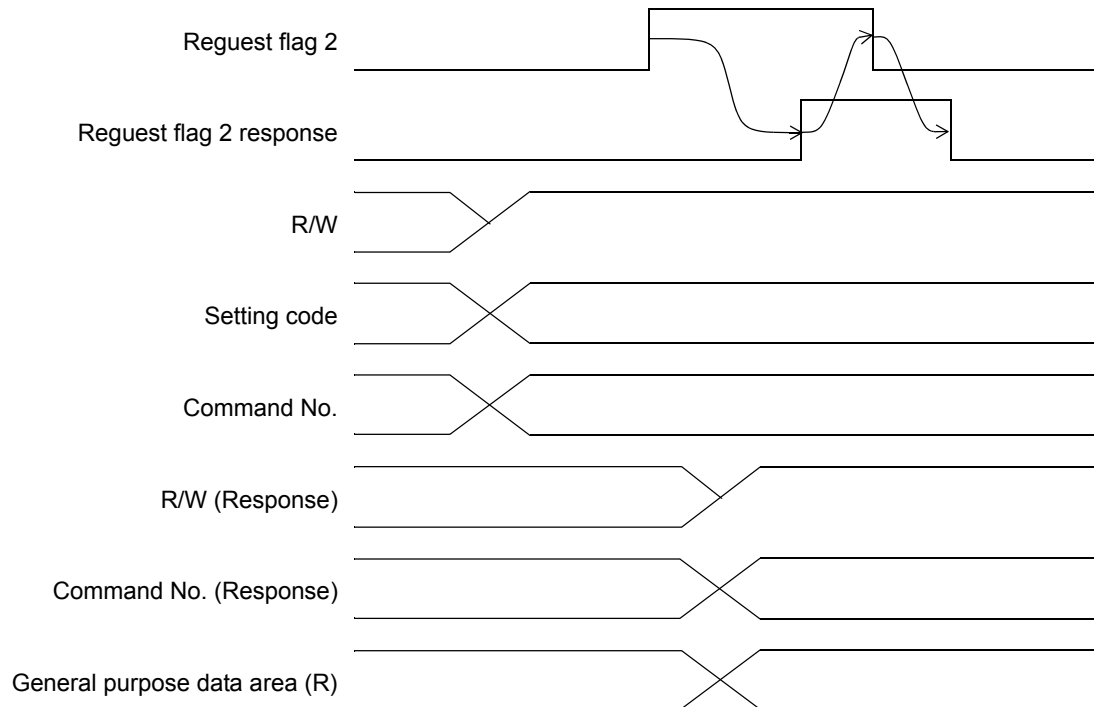 Reguest flag 2
Reguest flag 2 response
R/W
Setting code
Command No.
R/W (Response)
Command No. (Response)
General purpose data area (R)